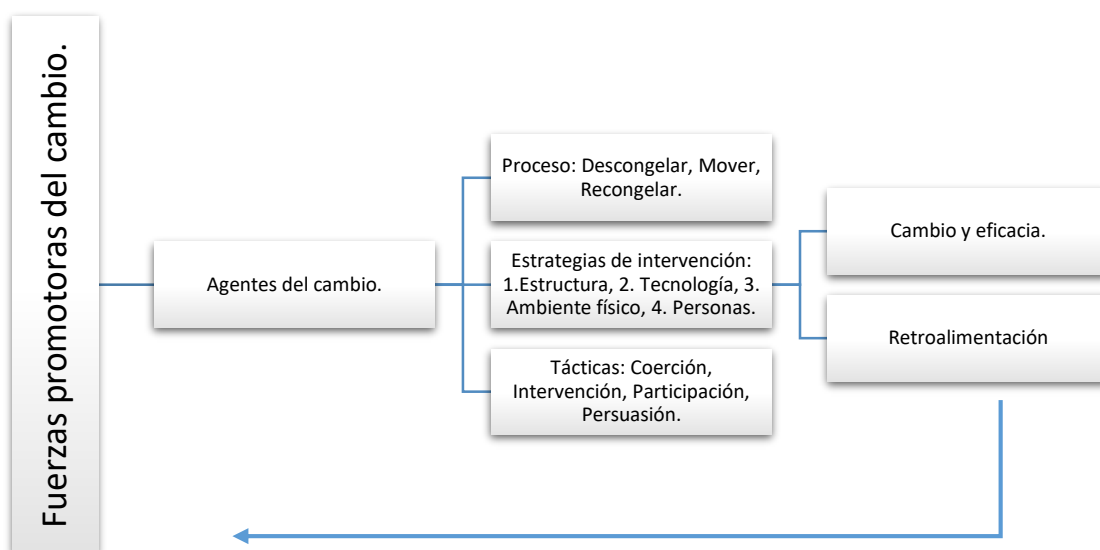 Fuerzas promotoras del cambio.
Agentes del cambio.
Proceso: Descongelar, Mover,
Recongelar.
Estrategias de intervención:
1.Estructura, 2. Tecnología, 3.
Ambiente físico, 4. Personas.
Tácticas: Coerción,
Intervención, Participación,
Persuasión.
Cambio y eficacia.
Retroalimentación